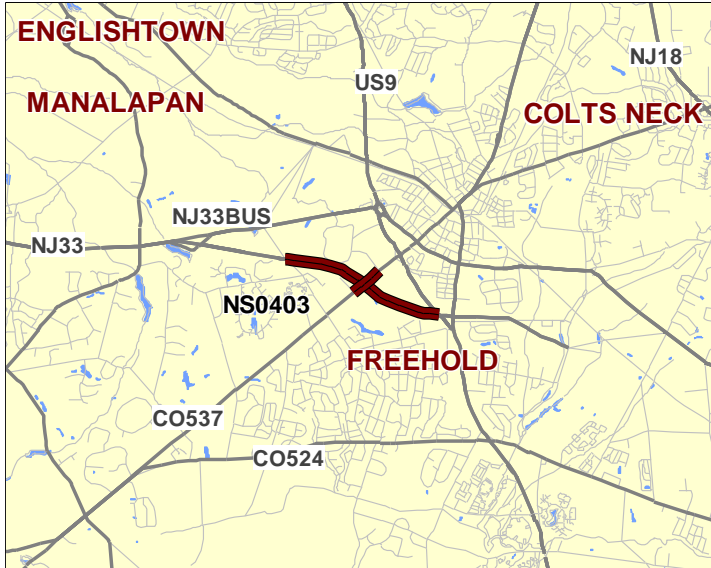 ENGLISHTOWN
NJ18
US9
MANALAPAN
COLTS NECK
NJ33BUS
NJ33
NS0403
FREEHOLD
CO537
CO524